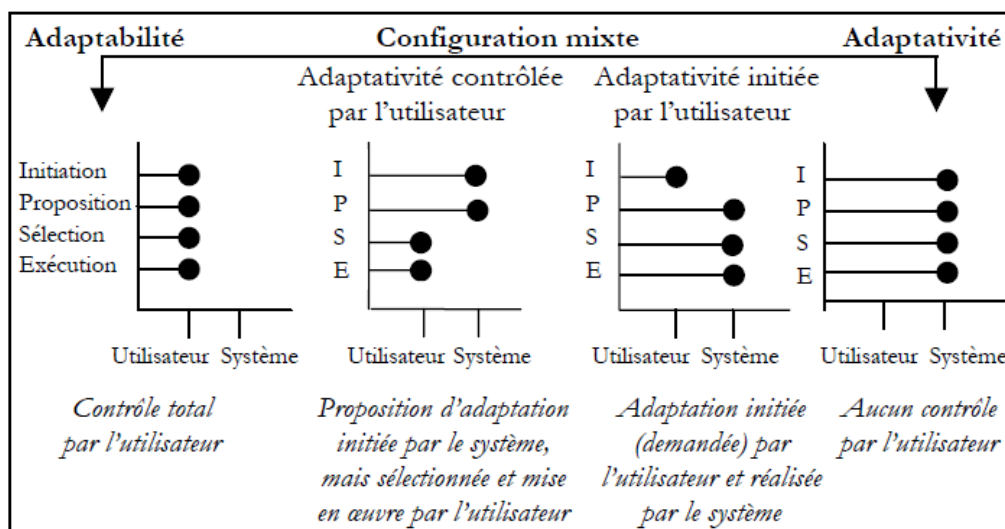 Adaptabilité
Configuration mixte
Adaptativité
Adaptativité contrôlée
par l'utilisateur
Adaptativité initiée
par l'utilisateur
Initiation
Proposition
Sélection
Exécution
Utilisateur Système
I
P
S
E
Utilisateur Système
I
P
S
E
Utilisateur Système
I
P
S
E
Utilisateur Système
Contrôle total
par l'utilisateur
Proposition d'adaptation
initiée par le système,
mais sélectionnée et mise
en œuvre par l'utilisateur
Adaptation initiée
(demandée) par
l'utilisateur et réalisée
par le système
Aucun contrôle
par l'utilisateur